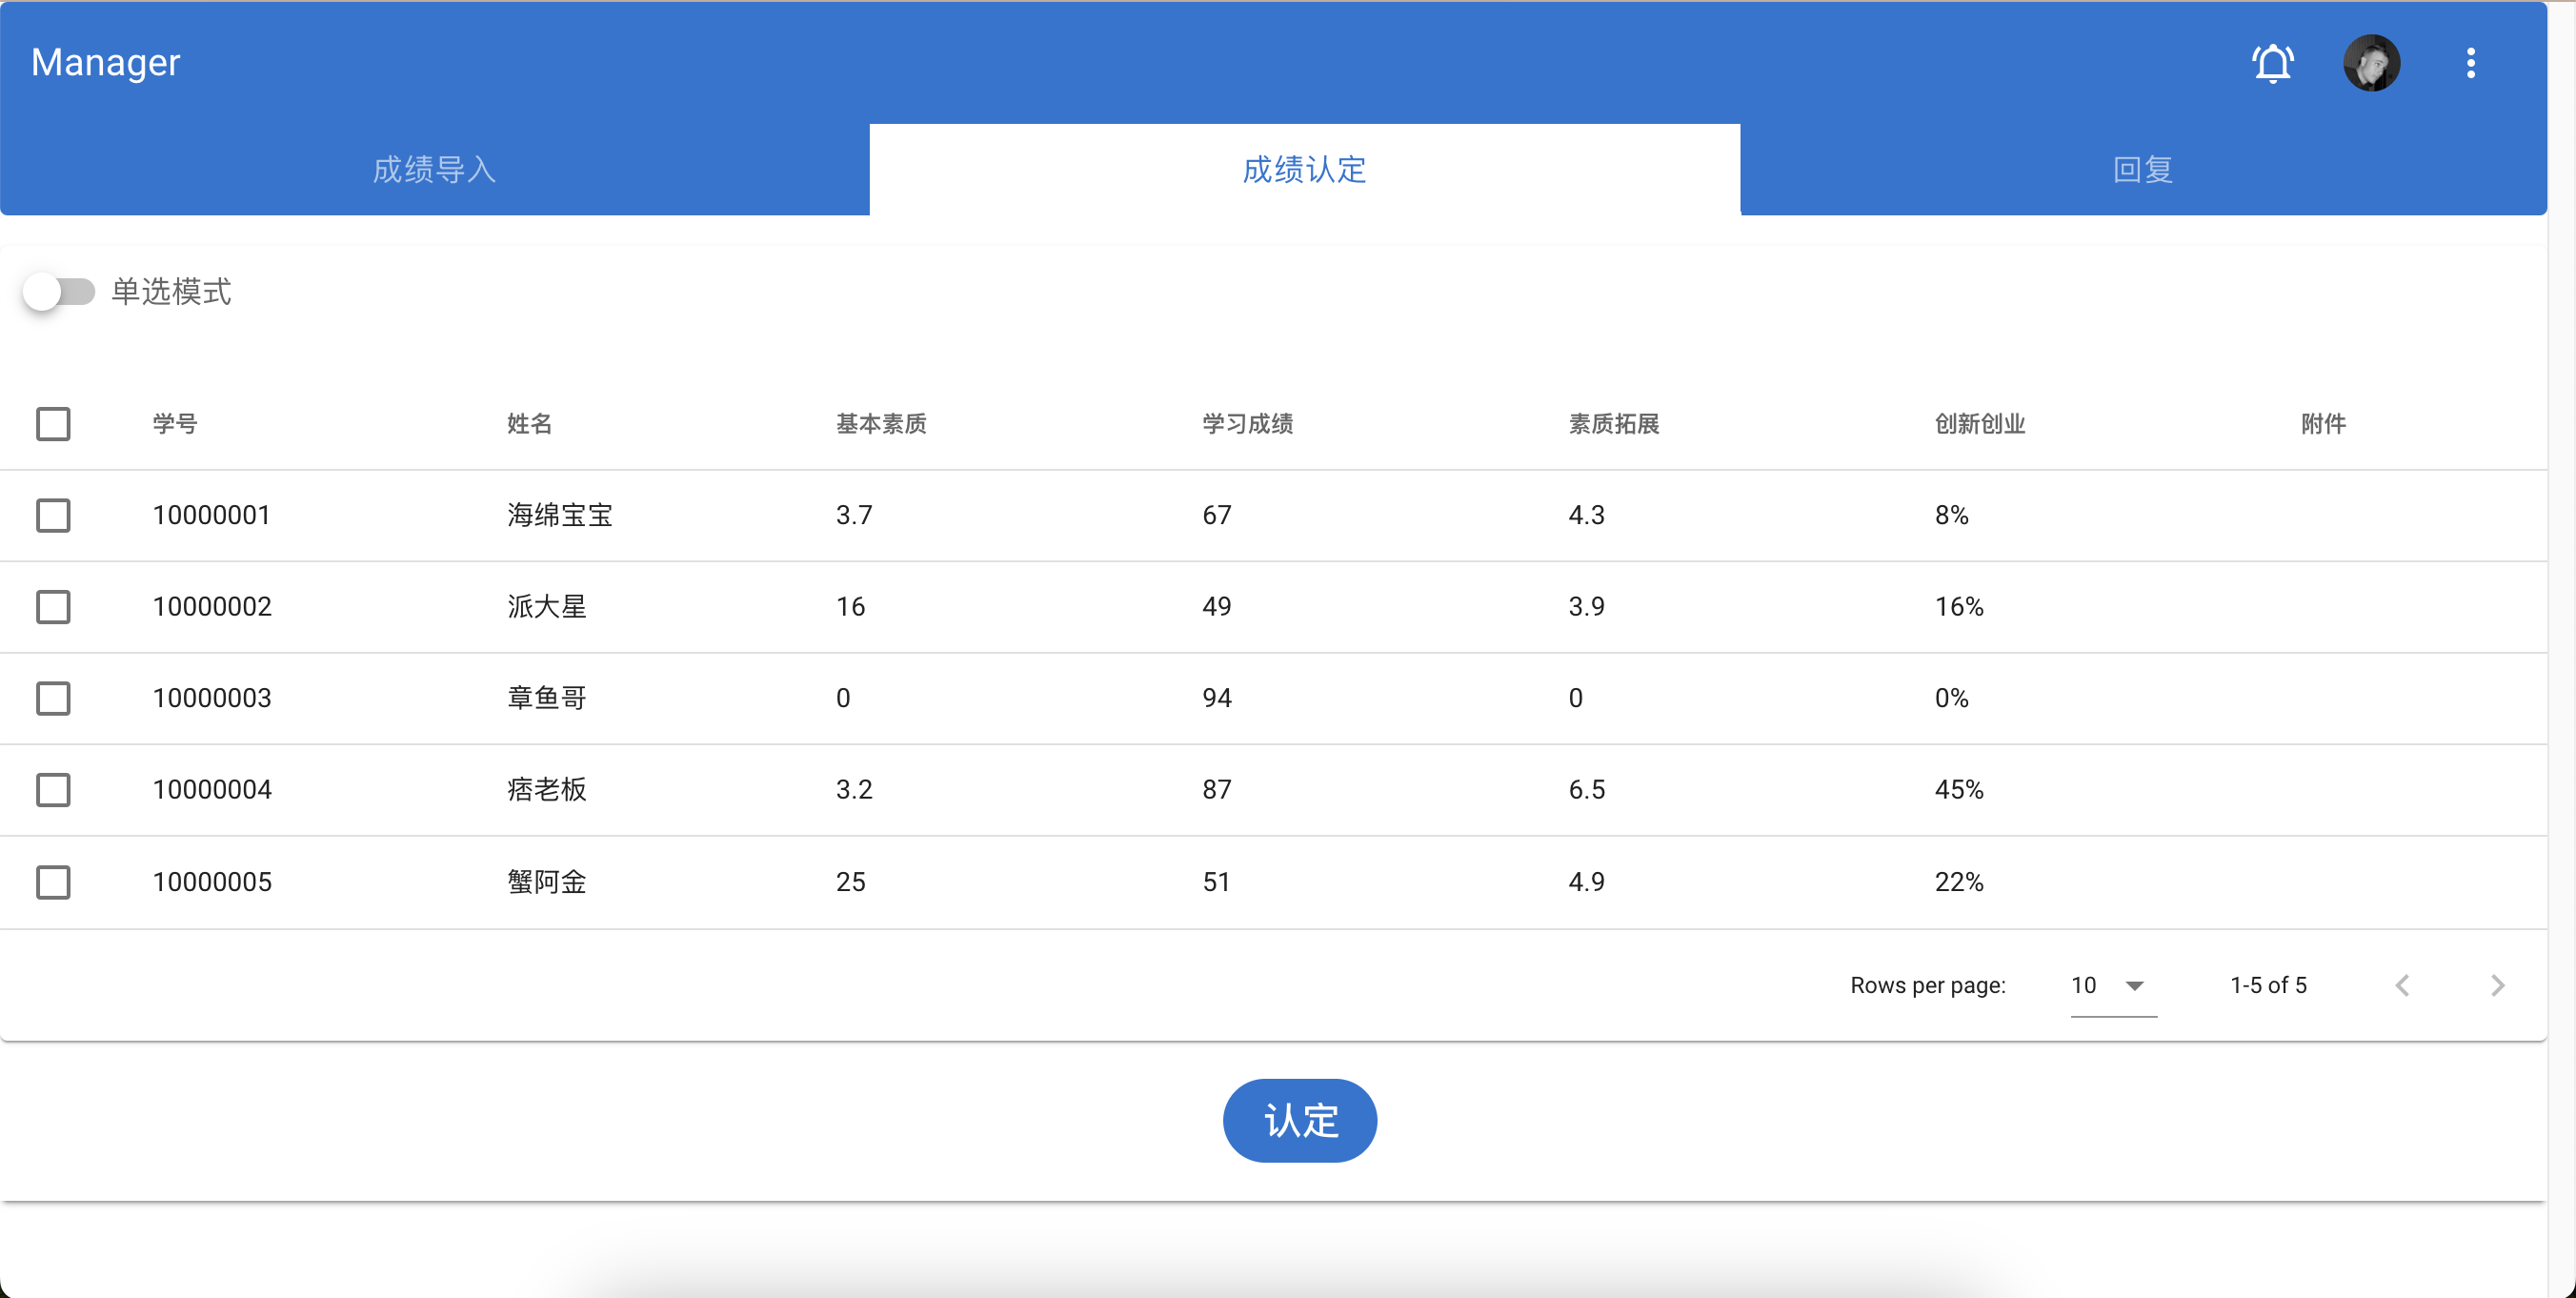 Manager
成绩导入 成绩认定 回复
单选模式
学号 姓名 基本素质 学习成绩 素质拓展 创新创业 附件
10000001 海绵宝宝 3.7 67 4.3 8%
10000002 派大星 16 49 3.9 16%
10000003 章鱼哥 0 94 0 0%
10000004 痞老板 3.2 87 6.5 45%
10000005 蟹阿金 25 51 4.9 22%
Rows per page: 10 1-5 of 5
认定